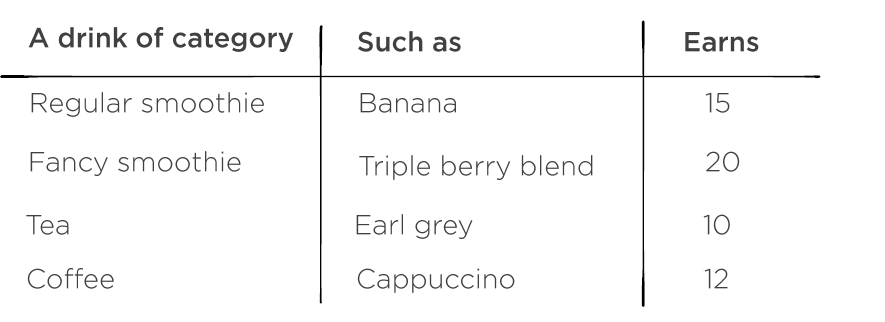 A drink of category Such as Earns
Regular smoothie Banana 15
Fancy smoothie Triple berry blend 20
Tea Earl grey 10
Coffee Cappuccino 12